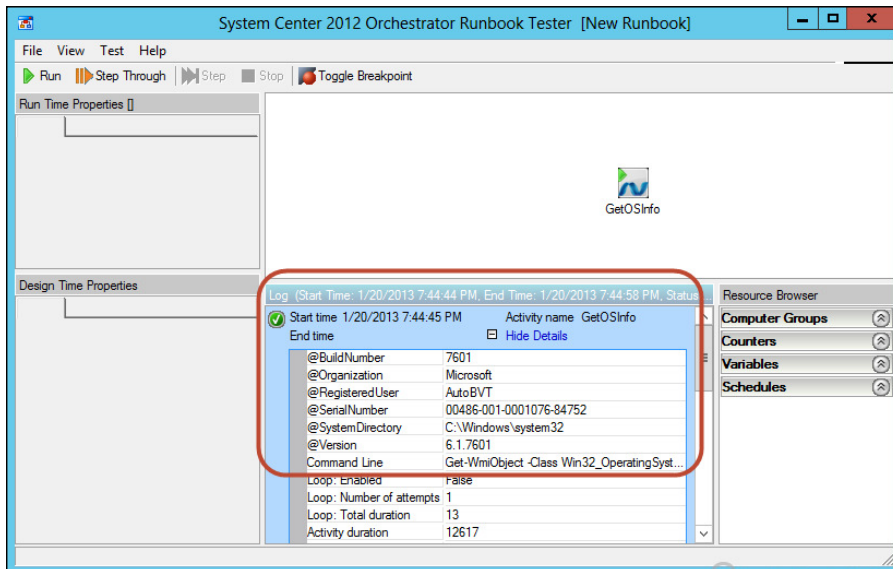 System Center 2012 Orchestrator Runbook Tester [New Runbook]
File View Test Help
Run Step Through Step Stop Toggle Breakpoint
Run Time Properties []
GetOSInfo
Design Time Properties
Log (Start Time: 1/20/2013 7:44:44 PM, End Time: 1/20/2013 7:44:58 PM, Status...
Start time 1/20/2013 7:44:45 PM Activity name GetOSInfo
End time Hide Details
@BuildNumber 7601
@Organization Microsoft
@RegisteredUser AutoBVT
@SerialNumber 00486-001-0001076-84752
@SystemDirectory C:\Windows\system32
@Version 6.1.7601
Command Line Get-WmiObject -Class Win32_OperatingSyst...
Loop: Enabled False
Loop: Number of attempts 1
Loop: Total duration 13
Activity duration 12617
Resource Browser
Computer Groups
Counters
Variables
Schedules